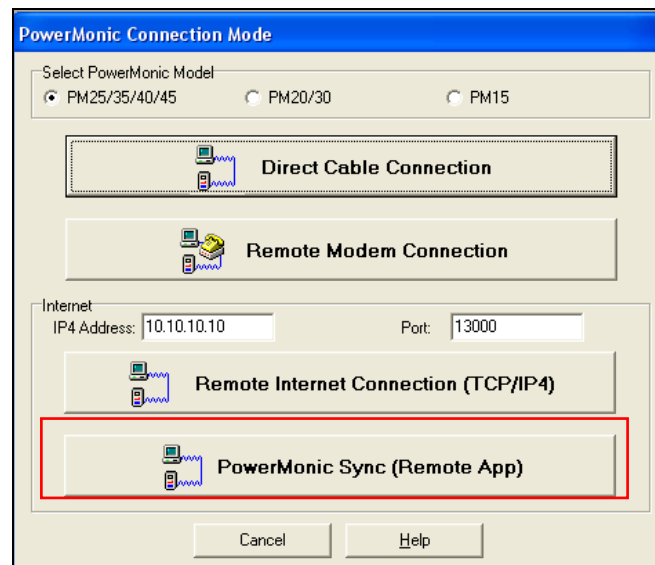 PowerMonic Connection Mode
Select PowerMonic Model
PM25/35/40/45 PM20/30 PM15
Direct Cable Connection
Remote Modem Connection
Internet
IP4 Address: 10.10.10.10 Port: 13000
Remote Internet Connection (TCP/IP4)
PowerMonic Sync (Remote App)
Cancel Help